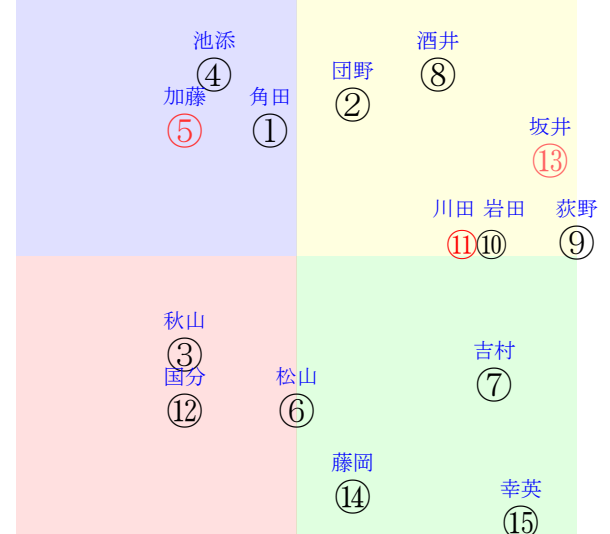 池添
④
酒井
⑧
団野
②
加藤
⑤
角田
①
坂井
⑬
川田
⑪
岩田
⑩
荻野
⑨
秋山
③
吉村
⑦
国分
⑫
松山
⑥
藤岡
⑭
幸英
⑮